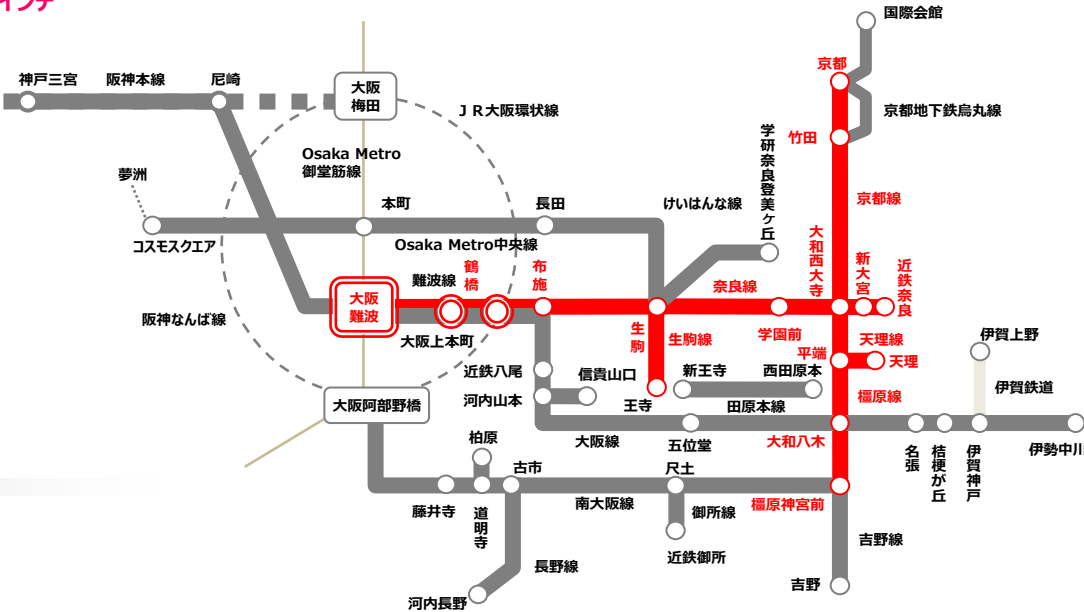 インチ
国際会館
神戸三宮
阪神本線
尼崎
大阪
梅田
JR大阪環状線
京都
京都地下鉄烏丸線
竹田
学研奈良登美ヶ丘
Osaka Metro
御堂筋線
夢洲
本町
長田
けいはんな線
京都線
コスモスクエア
Osaka Metro中央線
大和西大寺
新大宮
近鉄奈良
難波線
鶴橋
布施
奈良線
大阪
難波
阪神なんば線
大阪上本町
生駒
生駒線
学園前
天理線
平端
天理
伊賀上野
近鉄八尾
信貴山口
新王寺
西田原本
伊賀鉄道
河内山本
王寺
田原本線
橿原線
大阪阿部野橋
大阪線
五位堂
大和八木
名張
桔梗が丘
伊賀神戸
伊勢中川
柏原
古市
尺土
藤井寺
道明寺
南大阪線
御所線
橿原神宮前
近鉄御所
吉野線
長野線
河内長野
吉野